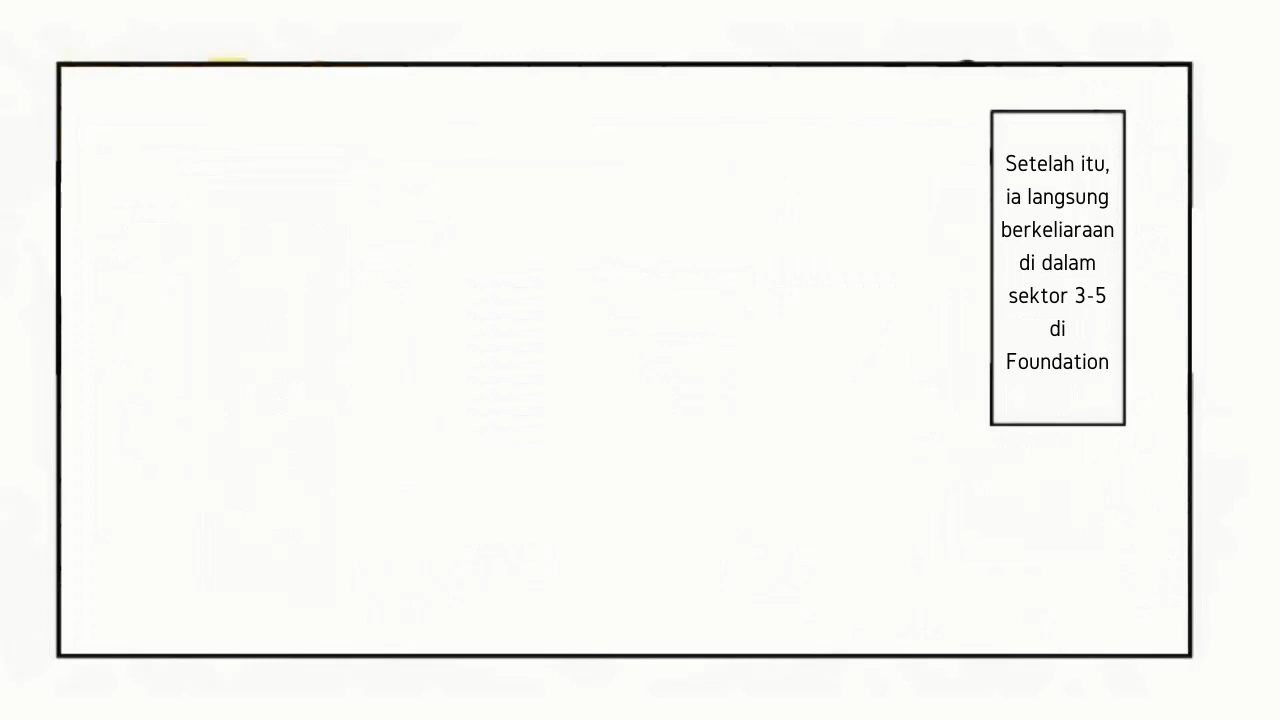 Setelah itu,
ia langsung
berkeliaraan
di dalam
sektor 3-5
di
Foundation